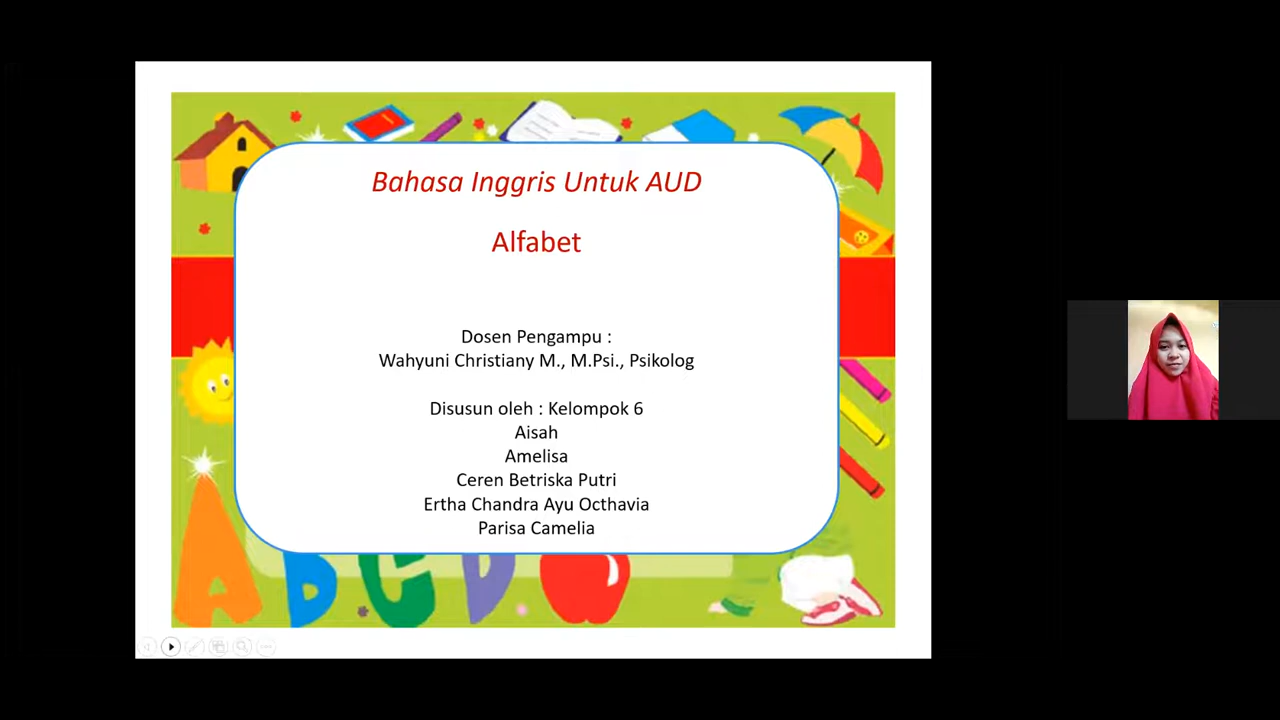 Bahasa Inggris Untuk AUD
Alfabet
Dosen Pengampu :
Wahyuni Christiany M., M.Psi., Psikolog
Disusun oleh : Kelompok 6
Aisah
Amelisa
Ceren Betriska Putri
Ertha Chandra Ayu Octhavia
Parisa Camelia
A B C D